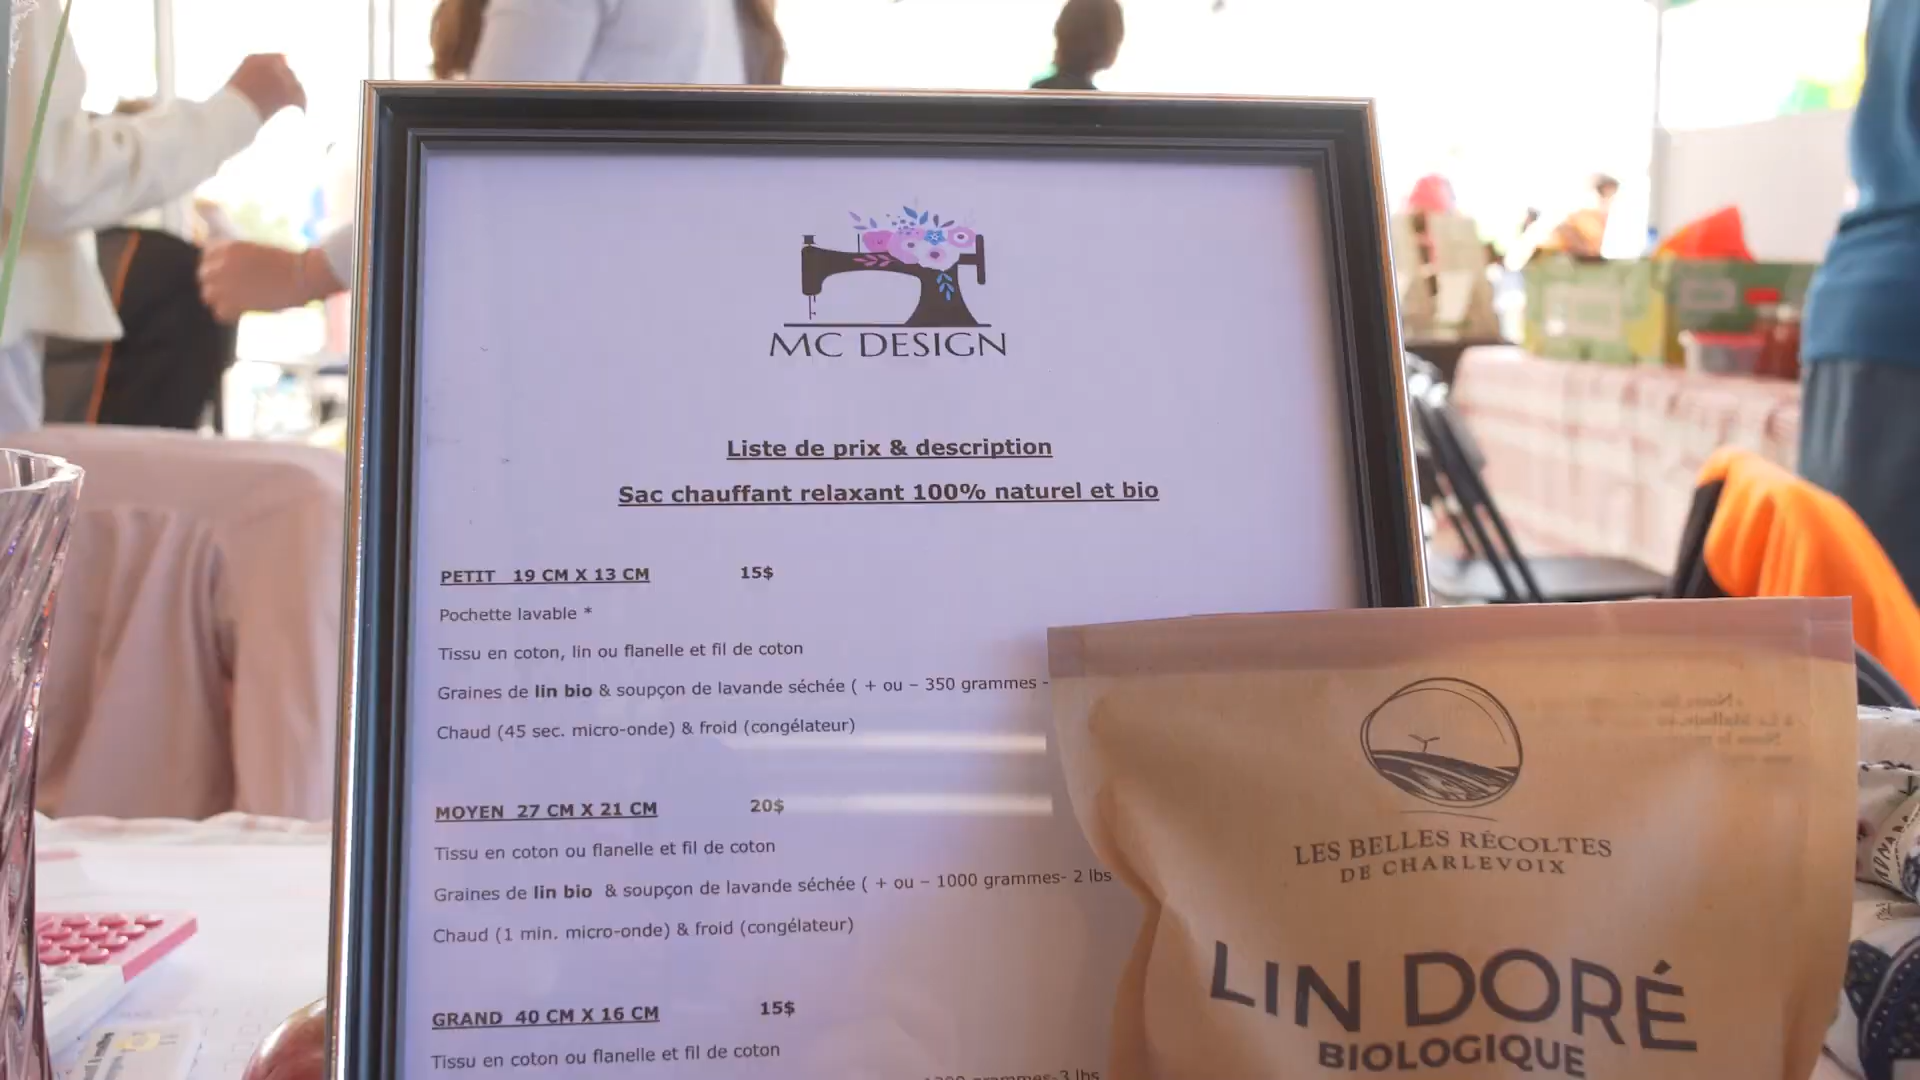 MC DESIGN
Liste de prix & description
Sac chauffant relaxant 100% naturel et bio
PETIT 19 CM X 13 CM 15$
Pochette lavable *
Tissu en coton, lin ou flanelle et fil de coton
Graines de lin bio & soupçon de lavande séchée ( + ou – 350 grammes -
Chaud (45 sec. micro-onde) & froid (congélateur)
MOYEN 27 CM X 21 CM 20$
Tissu en coton ou flanelle et fil de coton
Graines de lin bio & soupçon de lavande séchée ( + ou – 1000 grammes- 2 lbs
Chaud (1 min. micro-onde) & froid (congélateur)
GRAND 40 CM X 16 CM 15$
Tissu en coton ou flanelle et fil de coton
grammes-3 lbs
LES BELLES RÉCOLTES
DE CHARLEVOIX
LIN DORÉ
BIOLOGIQUE